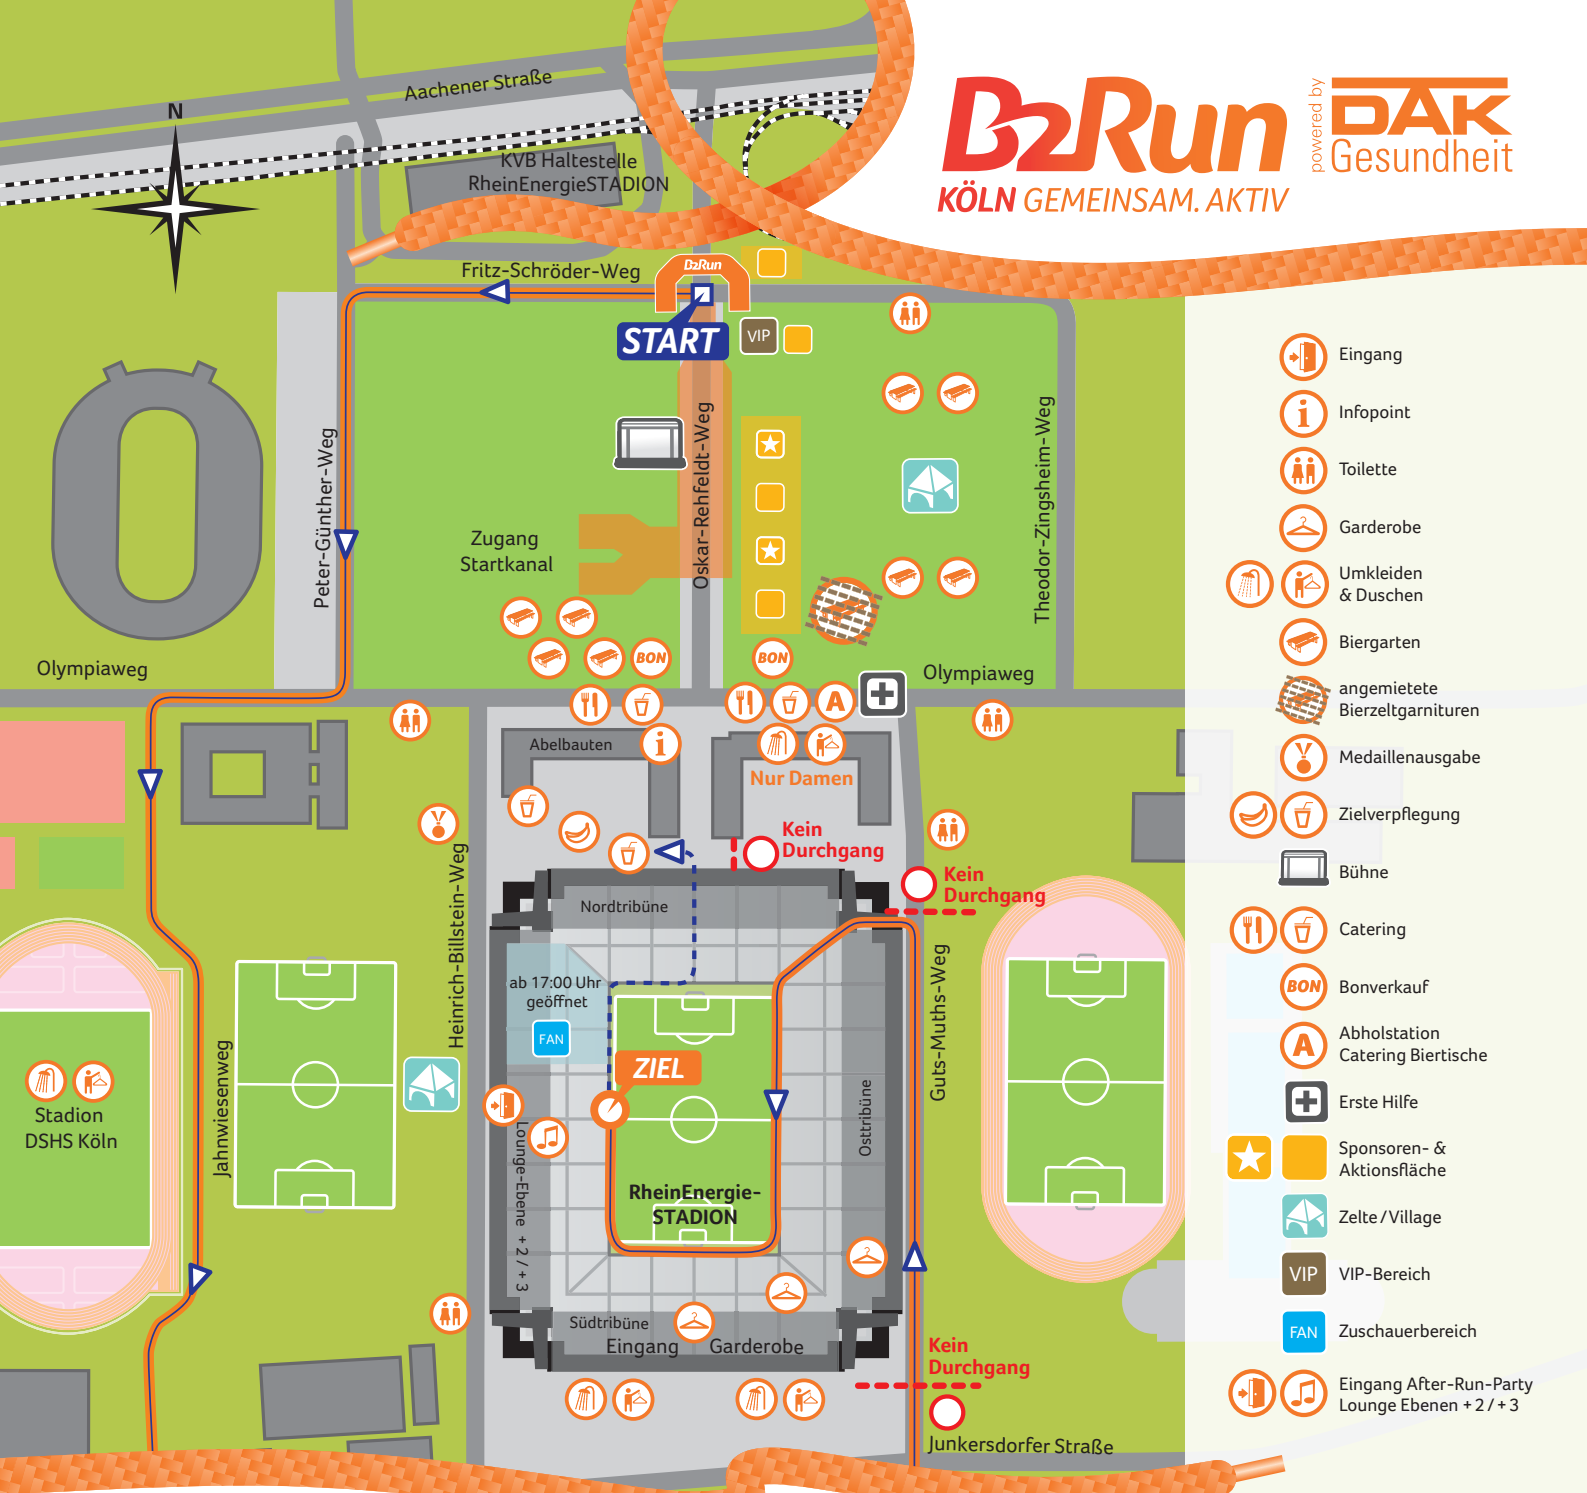 B2Run
KÖLN GEMEINSAM. AKTIV
powered by
DAK
Gesundheit
N
Aachener Straße
KVB Haltestelle
RheinEnergieSTADION
Fritz-Schröder-Weg
B2Run
START
VIP
Peter-Günther-Weg
Oskar-Rehfeldt-Weg
Theodor-Zingsheim-Weg
Zugang
Startkanal
BON
BON
Olympiaweg
Olympiaweg
A
Abelbauten
i
Nur Damen
Kein
Durchgang
Kein
Durchgang
Nordtribüne
Heinrich-Billstein-Weg
ab 17:00 Uhr
geöffnet
FAN
ZIEL
Guts-Muths-Weg
Osttribüne
Jahnwiesenweg
Stadion
DSHS Köln
Lounge-Ebene +2/+3
RheinEnergie-
STADION
Südtribüne
Eingang
Garderobe
Kein
Durchgang
Junkersdorfer Straße
Eingang
i
Infopoint
Toilette
Garderobe
Umkleiden
& Duschen
Biergarten
angemietete
Bierzeltgarnituren
Medaillenausgabe
Zielverpflegung
Bühne
Catering
BON
Bonverkauf
A
Abholstation
Catering Biertische
Erste Hilfe
Sponsoren- &
Aktionsfläche
Zelte/Village
VIP
VIP-Bereich
FAN
Zuschauerbereich
Eingang After-Run-Party
Lounge Ebenen +2/+3